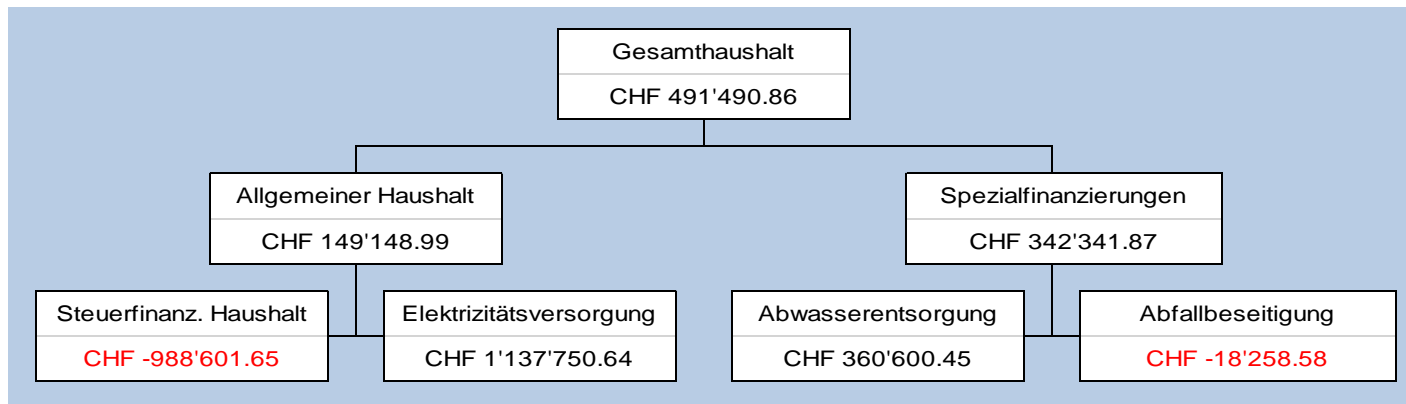 Gesamthaushalt
CHF 491'490.86
Allgemeiner Haushalt
CHF 149'148.99
Spezialfinanzierungen
CHF 342'341.87
Steuerfinanz. Haushalt
CHF -988'601.65
Elektrizitätsversorgung
CHF 1'137'750.64
Abwasserentsorgung
CHF 360'600.45
Abfallbeseitigung
CHF -18'258.58